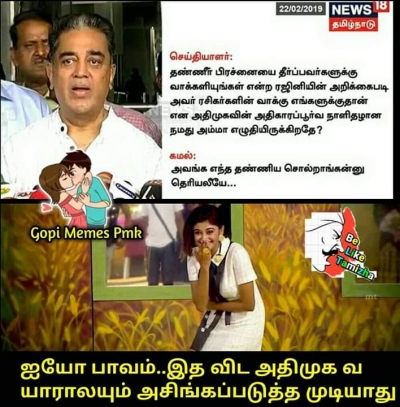 22/02/2019
NEWS 18
தமிழ்நாடு
செய்தியாளர்:
தண்ணீர் பிரச்னையை தீர்ப்பவர்களுக்கு
வாக்களியுங்கள் என்ற ரஜினியின் அறிக்கைபடி
அவர் ரசிகர்களின் வாக்கு எங்களுக்குதான்
என அதிமுகவின் அதிகாரப்பூர்வ நாளிதழான
நமது அம்மா எழுதியிருக்கிறதே?
கமல்:
அவங்க எந்த தண்ணிய சொல்றாங்கன்னு
தெரியலீயே...
Gopi Memes Pmk
Be
Like
Tamizha
ஐயோ பாவம்..இத விட அதிமுக வ
யாராலயும் அசிங்கப்படுத்த முடியாது